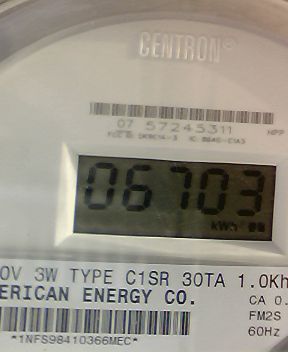 CENTRON®
07 57245311
HPP
06703
kWh
0V 3W TYPE C1SR 30TA 1.0Kh
ERICAN ENERGY CO.
CA 0.
FM2S
60Hz
*1NFS98410366MEC*